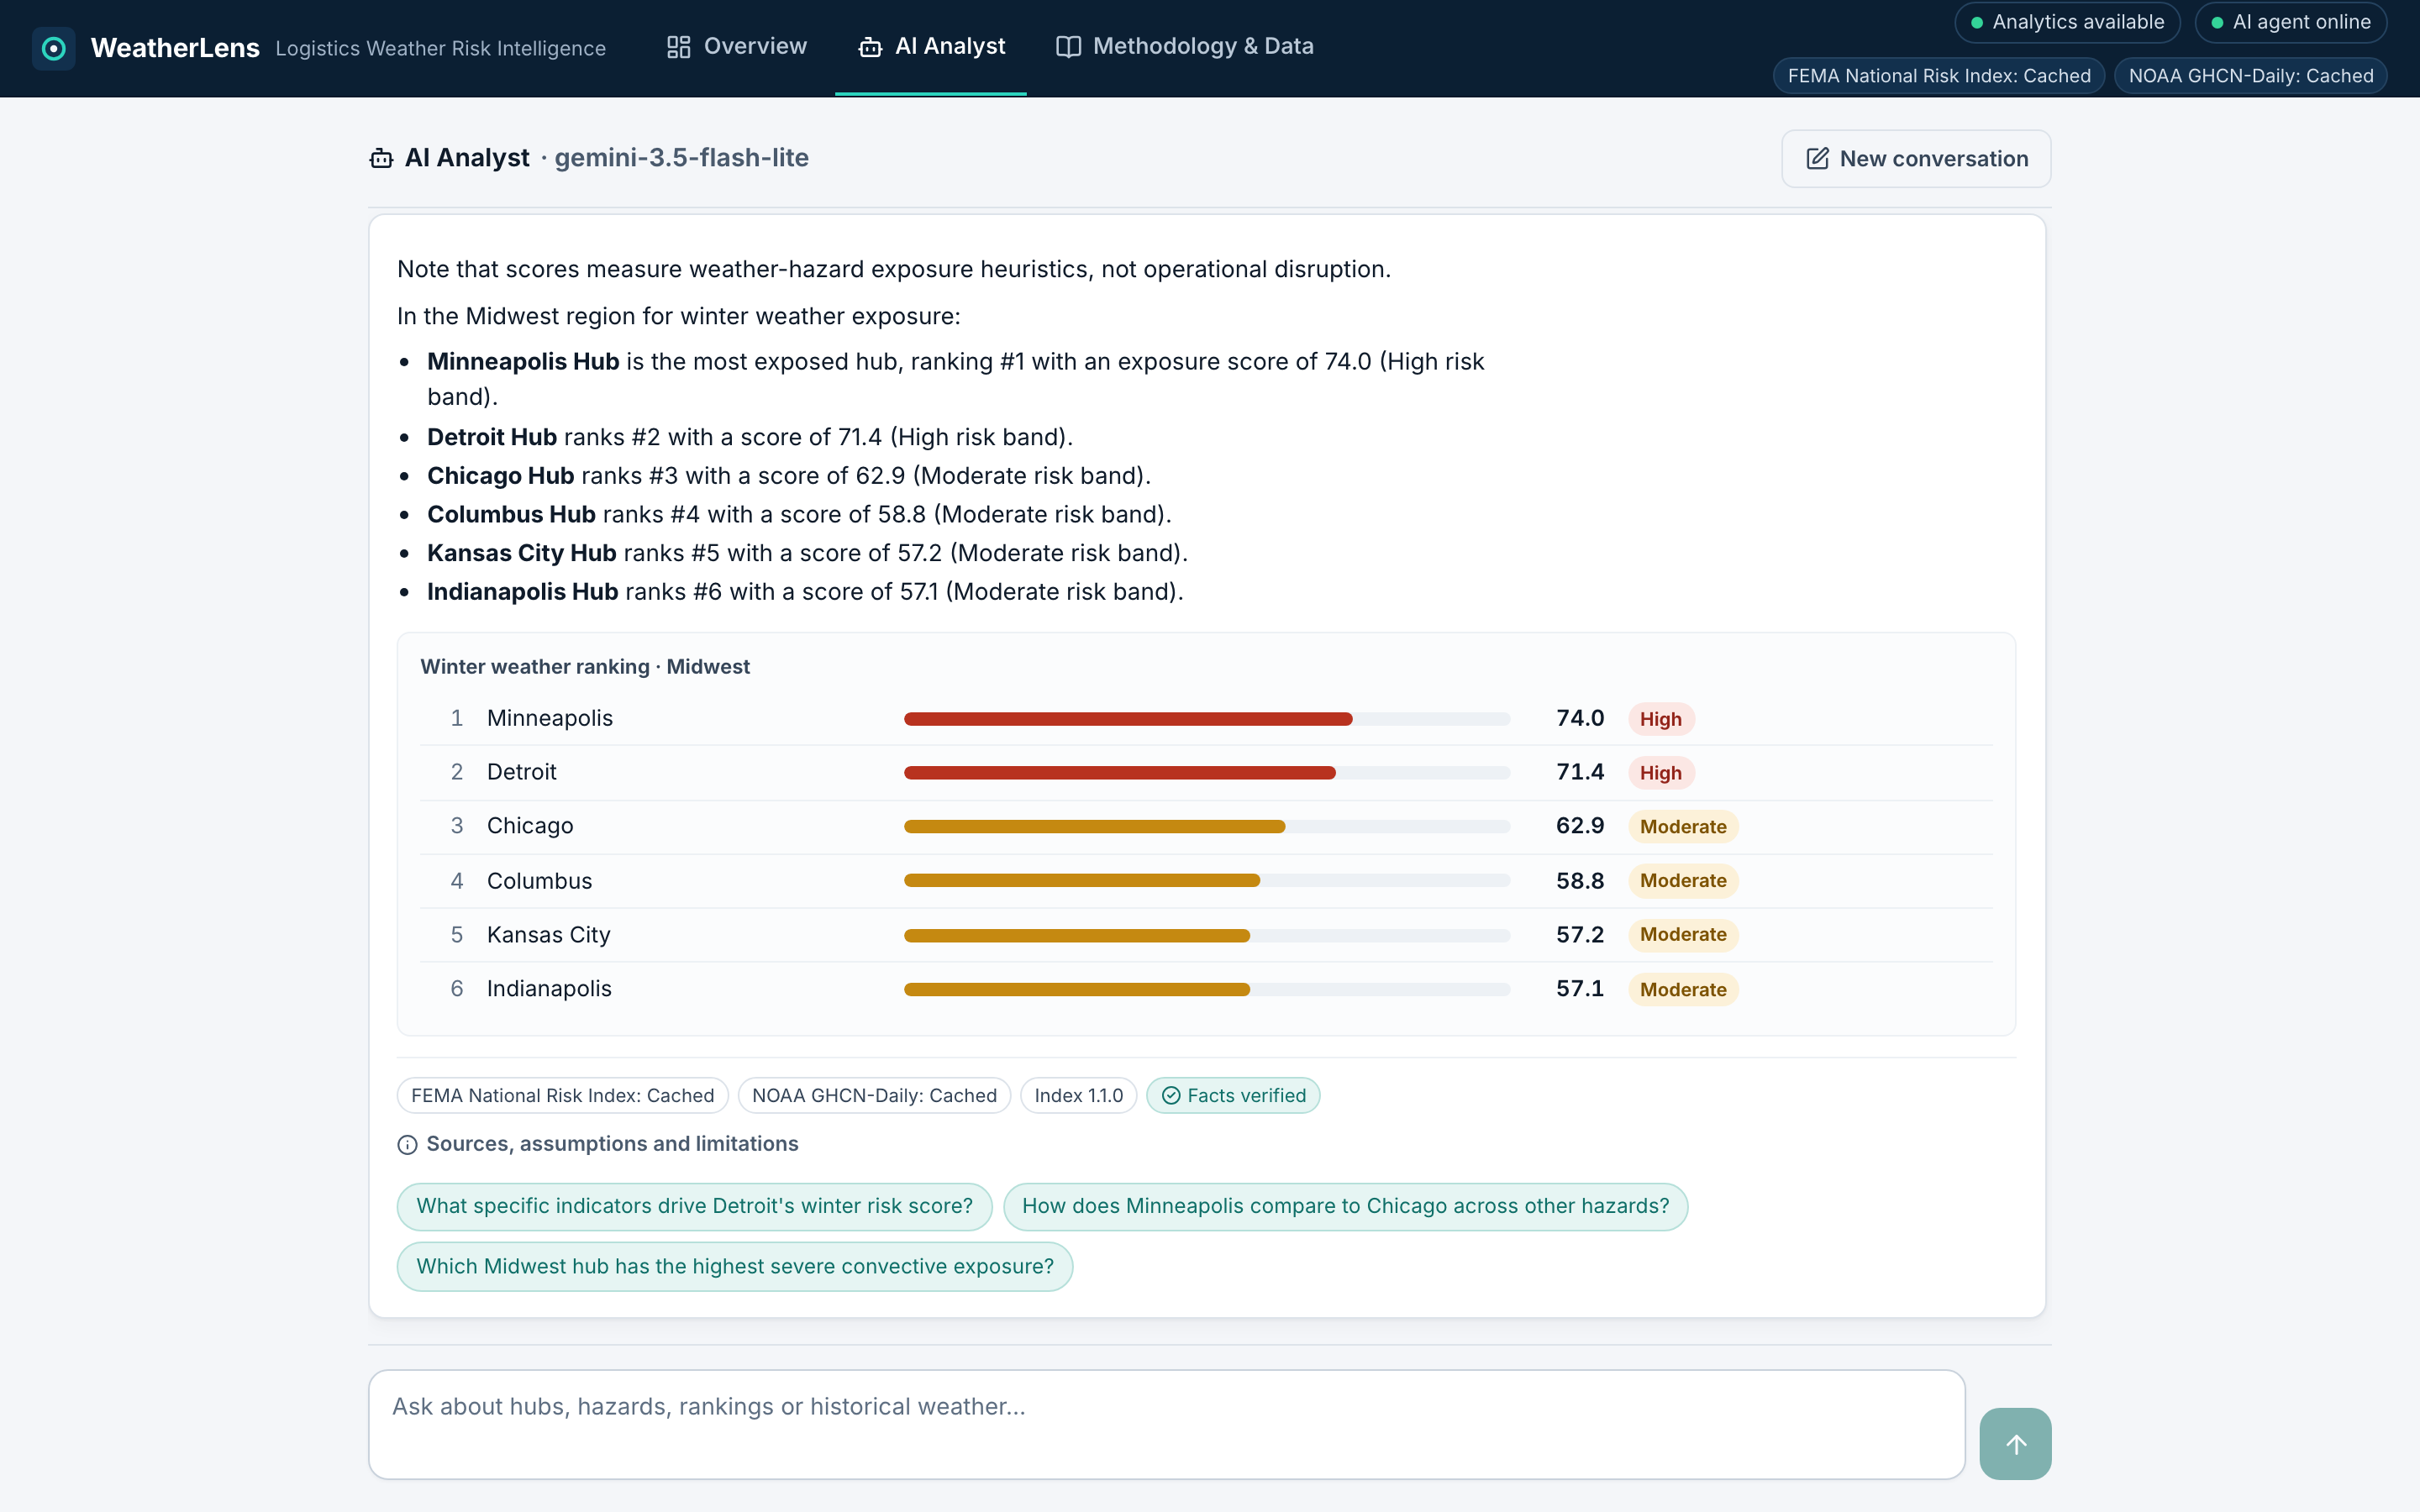 WeatherLens
Logistics Weather Risk Intelligence
Overview
AI Analyst
Methodology & Data
Analytics available
AI agent online
FEMA National Risk Index: Cached
NOAA GHCN-Daily: Cached
AI Analyst · gemini-3.5-flash-lite
New conversation
Note that scores measure weather-hazard exposure heuristics, not operational disruption.
In the Midwest region for winter weather exposure:
• Minneapolis Hub is the most exposed hub, ranking #1 with an exposure score of 74.0 (High risk
band).
• Detroit Hub ranks #2 with a score of 71.4 (High risk band).
• Chicago Hub ranks #3 with a score of 62.9 (Moderate risk band).
• Columbus Hub ranks #4 with a score of 58.8 (Moderate risk band).
• Kansas City Hub ranks #5 with a score of 57.2 (Moderate risk band).
• Indianapolis Hub ranks #6 with a score of 57.1 (Moderate risk band).
Winter weather ranking · Midwest
1 Minneapolis 74.0 High
2 Detroit 71.4 High
3 Chicago 62.9 Moderate
4 Columbus 58.8 Moderate
5 Kansas City 57.2 Moderate
6 Indianapolis 57.1 Moderate
FEMA National Risk Index: Cached
NOAA GHCN-Daily: Cached
Index 1.1.0
Facts verified
Sources, assumptions and limitations
What specific indicators drive Detroit's winter risk score?
How does Minneapolis compare to Chicago across other hazards?
Which Midwest hub has the highest severe convective exposure?
Ask about hubs, hazards, rankings or historical weather...